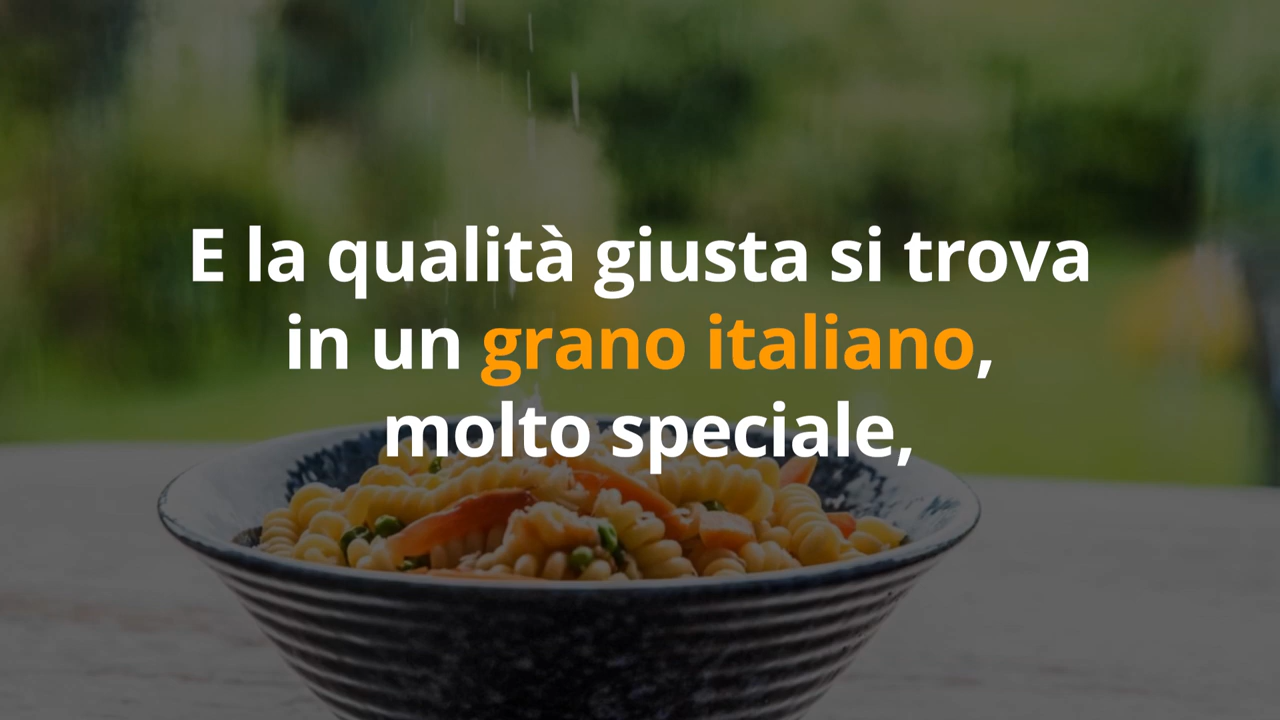 E la qualità giusta si trova
in un grano italiano,
molto speciale,